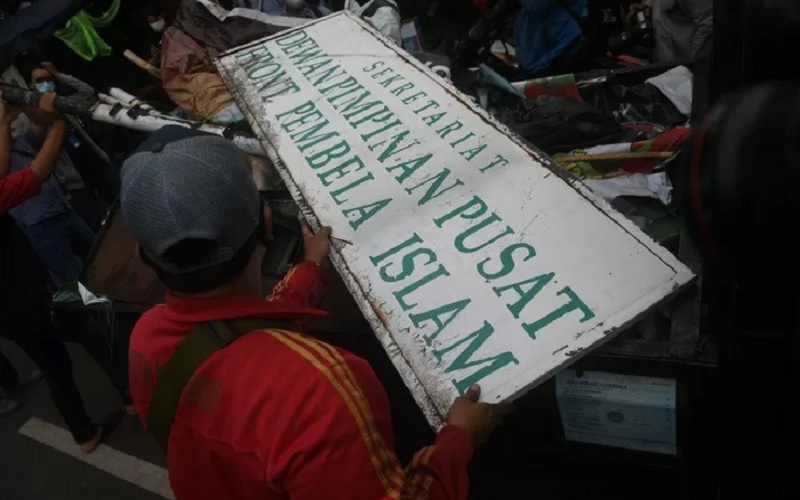 SEKRETARIAT
DEWAN PIMPINAN PUSAT
FRONT PEMBELA ISLAM